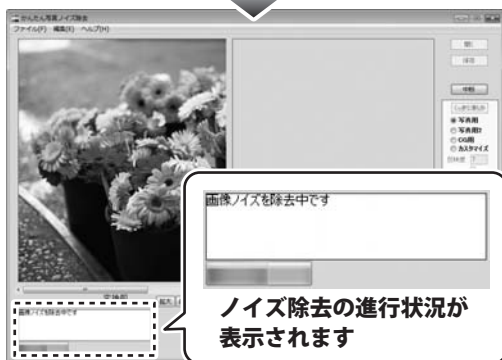 かんたん写真ノイズ除去
ファイル(F) 編集(E) ヘルプ(H)
開く
保存
中断
写真用
写真用2
CG用
カスタマイズ
拡大
画像ノイズを除去中です
画像ノイズを除去中です
ノイズ除去の進行状況が
表示されます